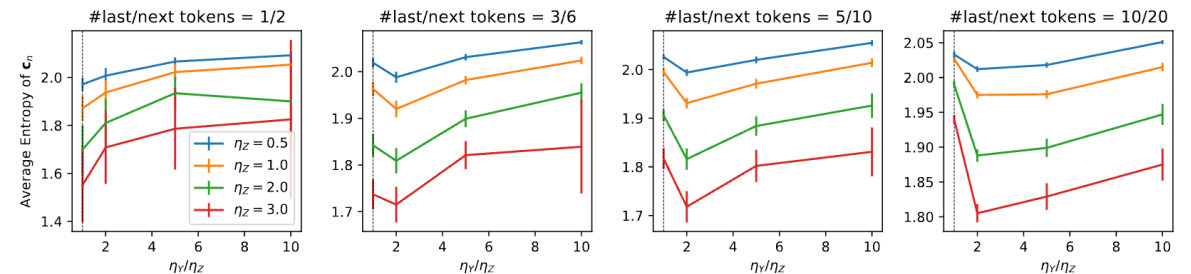 #last/next tokens = 1/2
#last/next tokens = 3/6
#last/next tokens = 5/10
#last/next tokens = 10/20
Average Entropy of cₙ
2.0
1.8
1.6
1.4
2.0
1.9
1.8
1.7
2.0
1.9
1.8
1.7
2.05
2.00
1.95
1.90
1.85
1.80
η_Z = 0.5
η_Z = 1.0
η_Z = 2.0
η_Z = 3.0
2 4 6 8 10
2 4 6 8 10
2 4 6 8 10
2 4 6 8 10
η_Y/η_Z
η_Y/η_Z
η_Y/η_Z
η_Y/η_Z